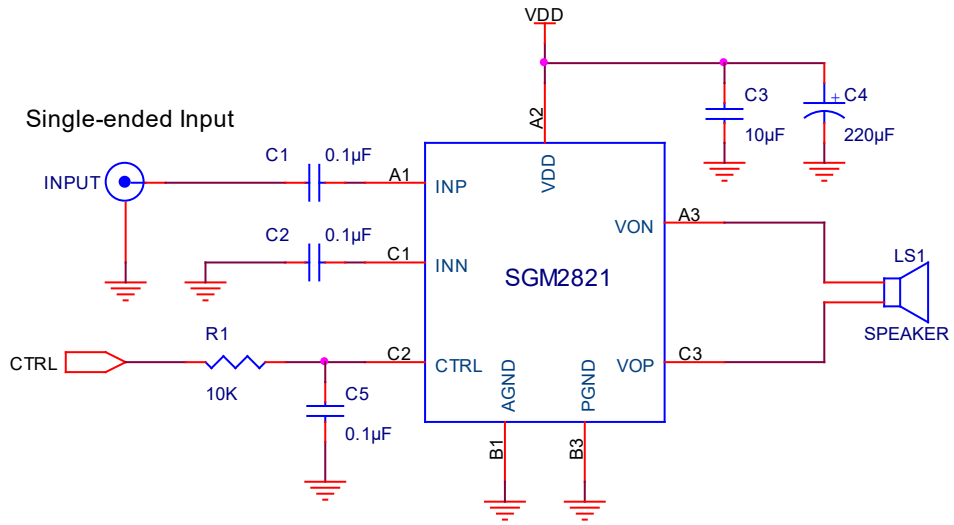 VDD
Single-ended Input
C3
10µF
+
C4
220µF
A2
VDD
C1
0.1µF
INPUT
A1
INP
VON
A3
C2
0.1µF
C1
INN
SGM2821
LS1
SPEAKER
R1
10K
CTRL
C2
CTRL
VOP
C3
C5
0.1µF
AGND
PGND
B1
B3